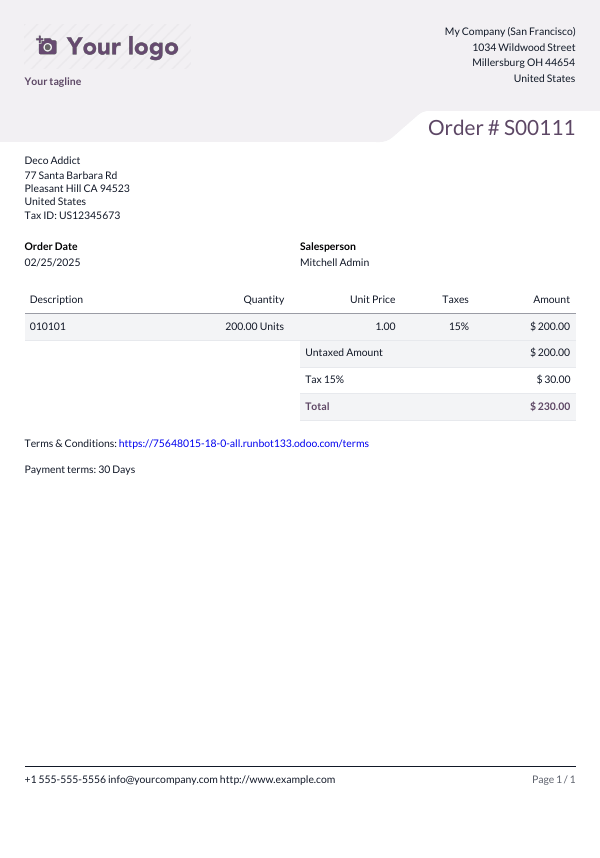 Your logo
Your tagline
My Company (San Francisco)
1034 Wildwood Street
Millersburg OH 44654
United States
Order # S00111
Deco Addict
77 Santa Barbara Rd
Pleasant Hill CA 94523
United States
Tax ID: US12345673
Order Date Salesperson
02/25/2025 Mitchell Admin
Description Quantity Unit Price Taxes Amount
010101 200.00 Units 1.00 15% $ 200.00
Untaxed Amount $ 200.00
Tax 15% $ 30.00
Total $ 230.00
Terms & Conditions: https://75648015-18-0-all.runbot133.odoo.com/terms
Payment terms: 30 Days
+1 555-555-5556 info@yourcompany.com http://www.example.com Page 1 / 1